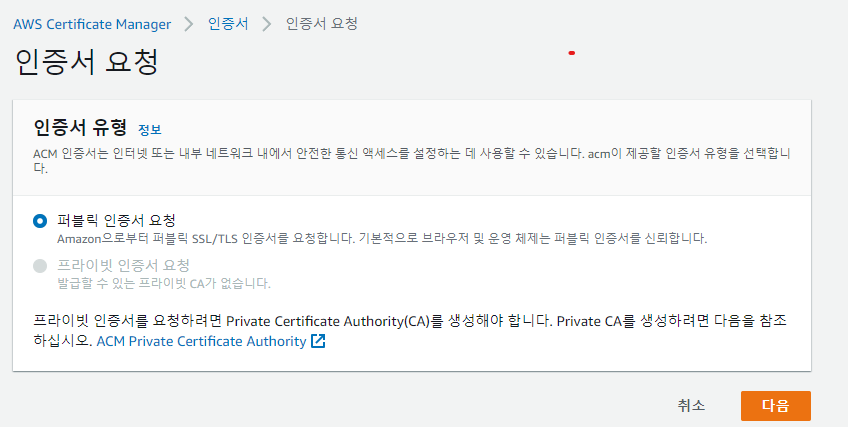 AWS Certificate Manager > 인증서 > 인증서 요청
인증서 요청
인증서 유형 정보
ACM 인증서는 인터넷 또는 내부 네트워크 내에서 안전한 통신 액세스를 설정하는 데 사용할 수 있습니다. acm이 제공할 인증서 유형을 선택합니
다.
퍼블릭 인증서 요청
Amazon으로부터 퍼블릭 SSL/TLS 인증서를 요청합니다. 기본적으로 브라우저 및 운영 체제는 퍼블릭 인증서를 신뢰합니다.
프라이빗 인증서 요청
발급할 수 있는 프라이빗 CA가 없습니다.
프라이빗 인증서를 요청하려면 Private Certificate Authority(CA)를 생성해야 합니다. Private CA를 생성하려면 다음을 참조
하십시오. ACM Private Certificate Authority
취소 다음